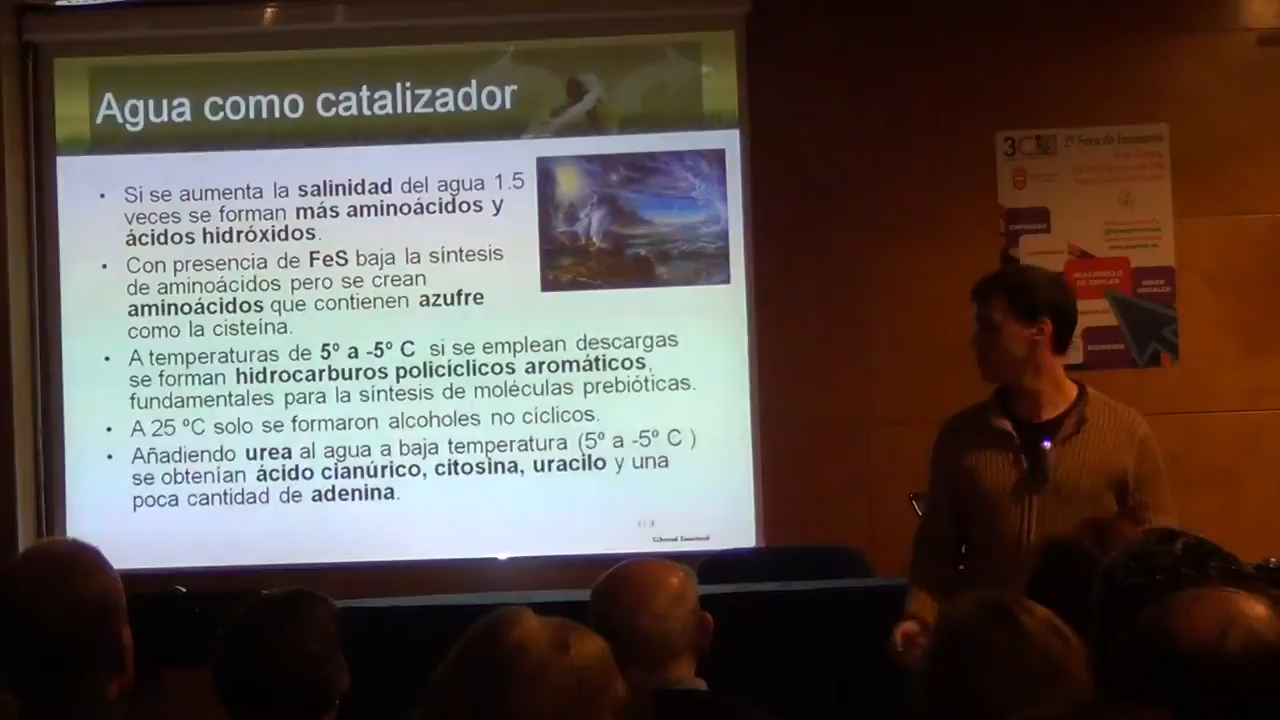 Agua como catalizador
• Si se aumenta la salinidad del agua 1.5
veces se forman más aminoácidos y
ácidos hidróxidos.
• Con presencia de FeS baja la síntesis
de aminoácidos pero se crean
aminoácidos que contienen azufre
como la cisteína.
• A temperaturas de 5º a -5º C si se emplean descargas
se forman hidrocarburos policíclicos aromáticos,
fundamentales para la síntesis de moléculas prebióticas.
• A 25 ºC solo se formaron alcoholes no cíclicos.
• Añadiendo urea al agua a baja temperatura (5º a -5º C )
se obtenían ácido cianúrico, citosina, uracilo y una
poca cantidad de adenina.
3C
DESARROLLO
DE EMPLEO